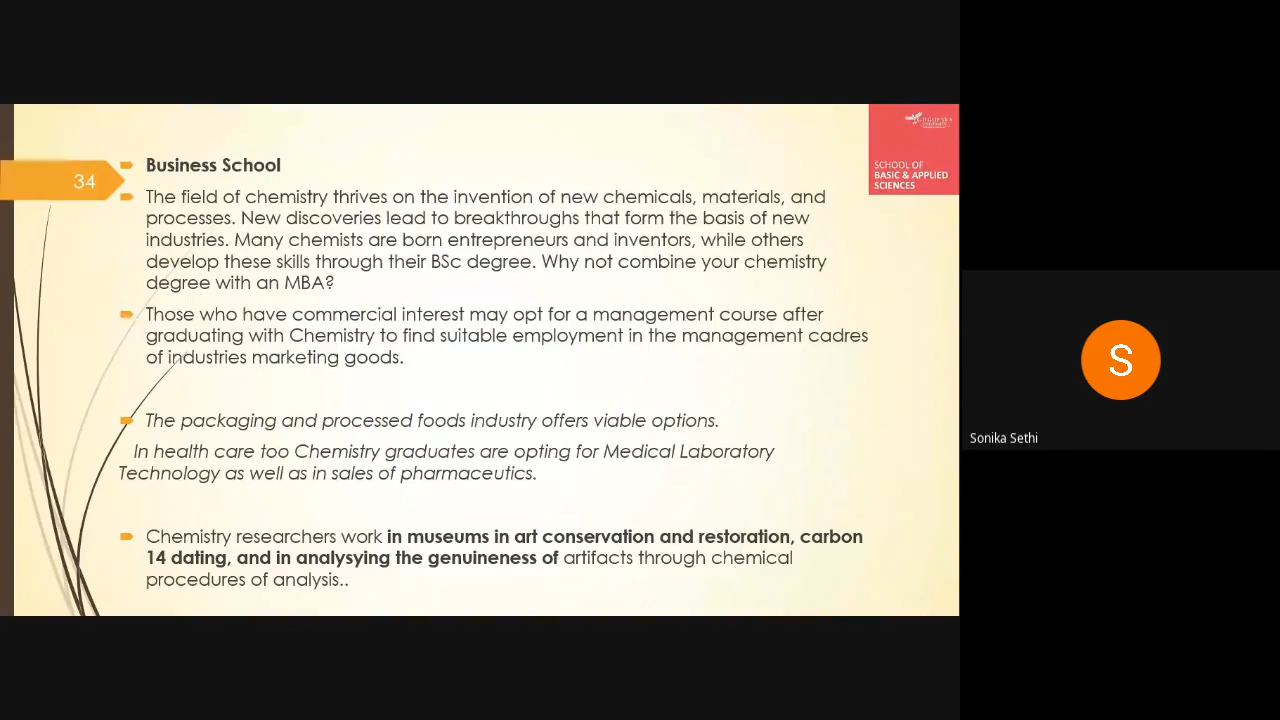 34
Business School
The field of chemistry thrives on the invention of new chemicals, materials, and
processes. New discoveries lead to breakthroughs that form the basis of new
industries. Many chemists are born entrepreneurs and inventors, while others
develop these skills through their BSc degree. Why not combine your chemistry
degree with an MBA?
Those who have commercial interest may opt for a management course after
graduating with Chemistry to find suitable employment in the management cadres
of industries marketing goods.
The packaging and processed foods industry offers viable options.
In health care too Chemistry graduates are opting for Medical Laboratory
Technology as well as in sales of pharmaceutics.
Chemistry researchers work in museums in art conservation and restoration, carbon
14 dating, and in analysying the genuineness of artifacts through chemical
procedures of analysis..
SCHOOL OF
BASIC & APPLIED
SCIENCES
S
Sonika Sethi